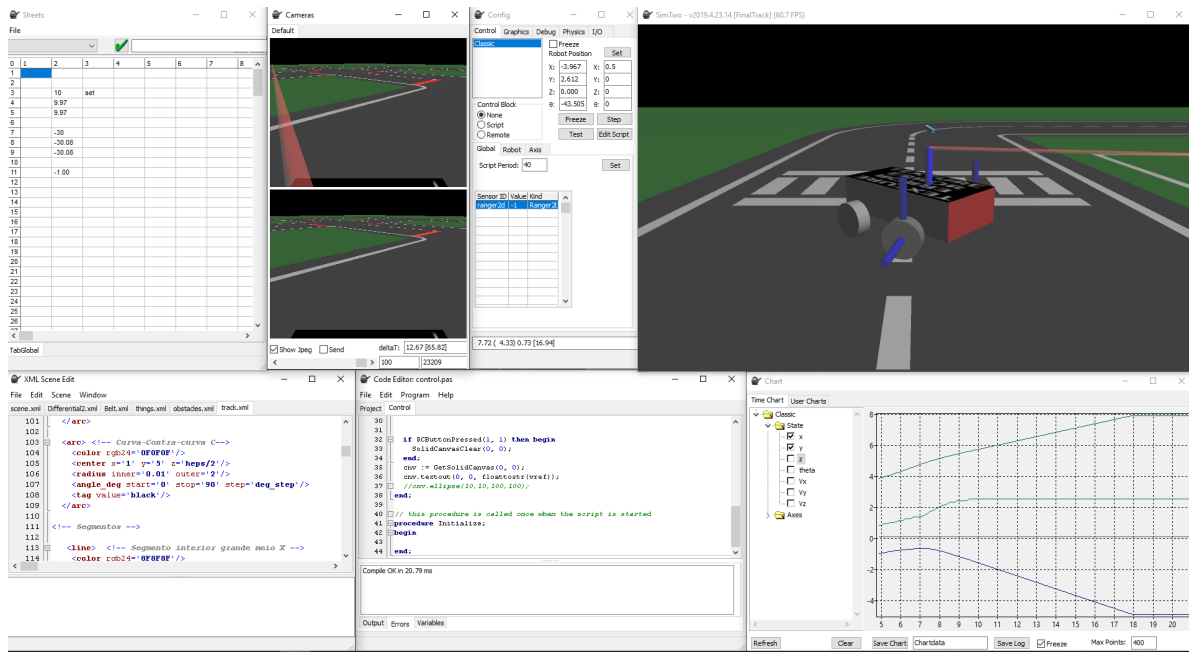 Sheets
File
0 1 2 3 4 5 6 7 8
1
2
3 10 set
4 9.97
5 9.97
6
7 -30
8 -30.08
9 -30.08
10
11 -1.00
12
13
14
15
16
17
18
19
20
21
22
23
24
25
26
TabGlobal
Cameras
Default
Show Jpeg Send deltaT: 12.67 [65.82]
100 23209
Config
Control Graphics Debug Physics I/O
Classic
Freeze
Robot Position Set
X: -3.967 X: 0.5
Y: 2.612 Y: 0
Z: 0.000 Z: 0
θ: -43.505 θ: 0
Control Block
None
Script
Remote
Freeze Step
Test Edit Script
Global Robot Axis
Script Period: 40 Set
Sensor ID Value Kind
ranger2d -1 Ranger2
7.72 ( 4.33) 0.73 [16.94]
SimTwo - v2019.4.23.14 [FinalTrack] (60.7 FPS)
XML Scene Edit
File Edit Scene Window
scene.xml Differential2.xml Belt.xml things.xml obstacles.xml track.xml
101 </arc>
102
103 <arc> <!-- Curva-Contra-curva C-->
104 <color rgb24='0F0F0F'/>
105 <center x='1' y='5' z='heps/2'/>
106 <radius inner='0.01' outer='2'/>
107 <angle_deg start='0' stop='90' step='deg_step'/>
108 <tag value='black'/>
109 </arc>
110
111 <!-- Segmentos -->
112
113 <line> <!-- Segmento interior grande meio X -->
114 <color rgb24='8F8F8F'/>
Code Editor: control.pas
File Edit Program Help
Project Control
30
31
32 if RCButtonPressed(1, 1) then begin
33 SolidCanvasClear(0, 0);
34 end;
35 cnv := GetSolidCanvas(0, 0);
36 cnv.textout(0, 0, floattostr(vref));
37 //cnv.ellipse(10,10,100,100);
38 end;
39
40 // this procedure is called once when the script is started
41 procedure Initialize;
42 begin
43
44 end;
Compile OK in 20.79 ms
Output Errors Variables
Chart
Time Chart User Charts
Classic
State
x
y
z
theta
Vx
Vy
Vz
Axes
8
6
4
2
0
-2
-4
5 6 7 8 9 10 11 12 13 14 15 16 17 18 19 20
Refresh Clear Save Chart Chartdata Save Log Freeze Max Points: 400